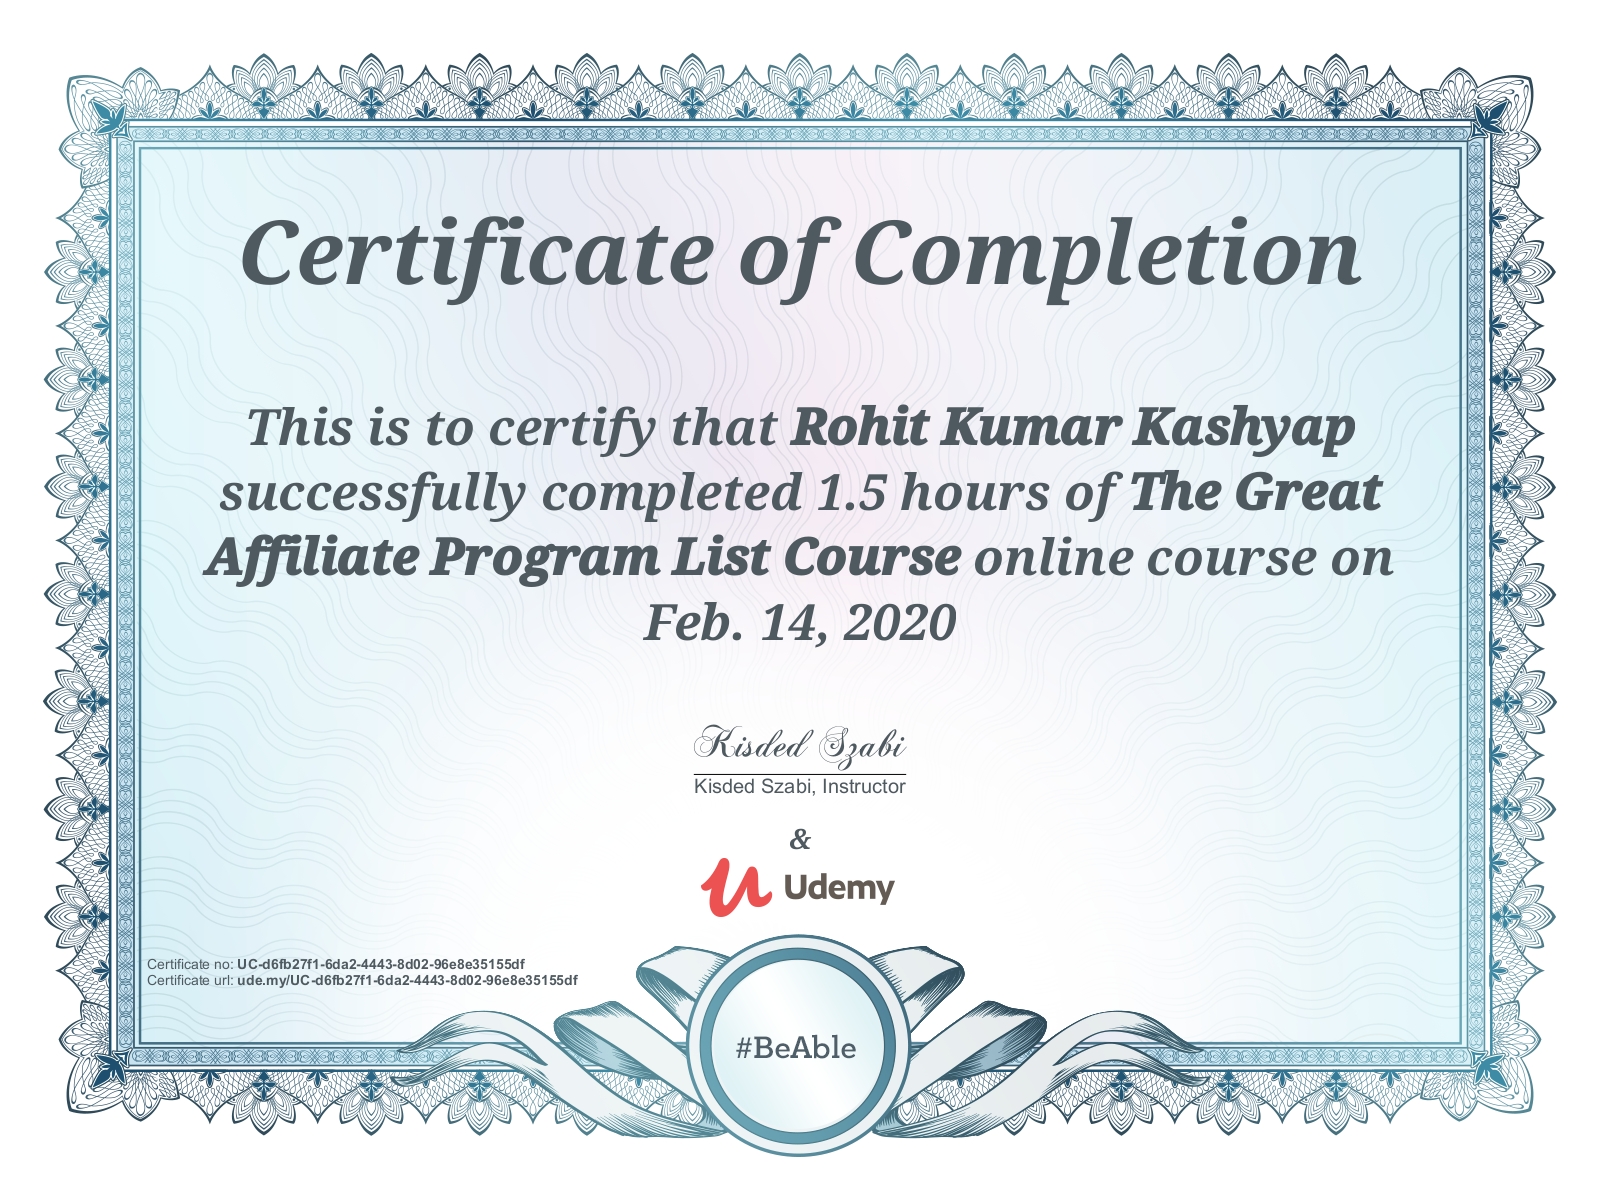 Certificate of Completion
This is to certify that Rohit Kumar Kashyap
successfully completed 1.5 hours of The Great
Affiliate Program List Course online course on
Feb. 14, 2020
Kisded Szabi
Kisded Szabi, Instructor
&
Udemy
Certificate no: UC-d6fb27f1-6da2-4443-8d02-96e8e35155df
Certificate url: ude.my/UC-d6fb27f1-6da2-4443-8d02-96e8e35155df
#BeAble